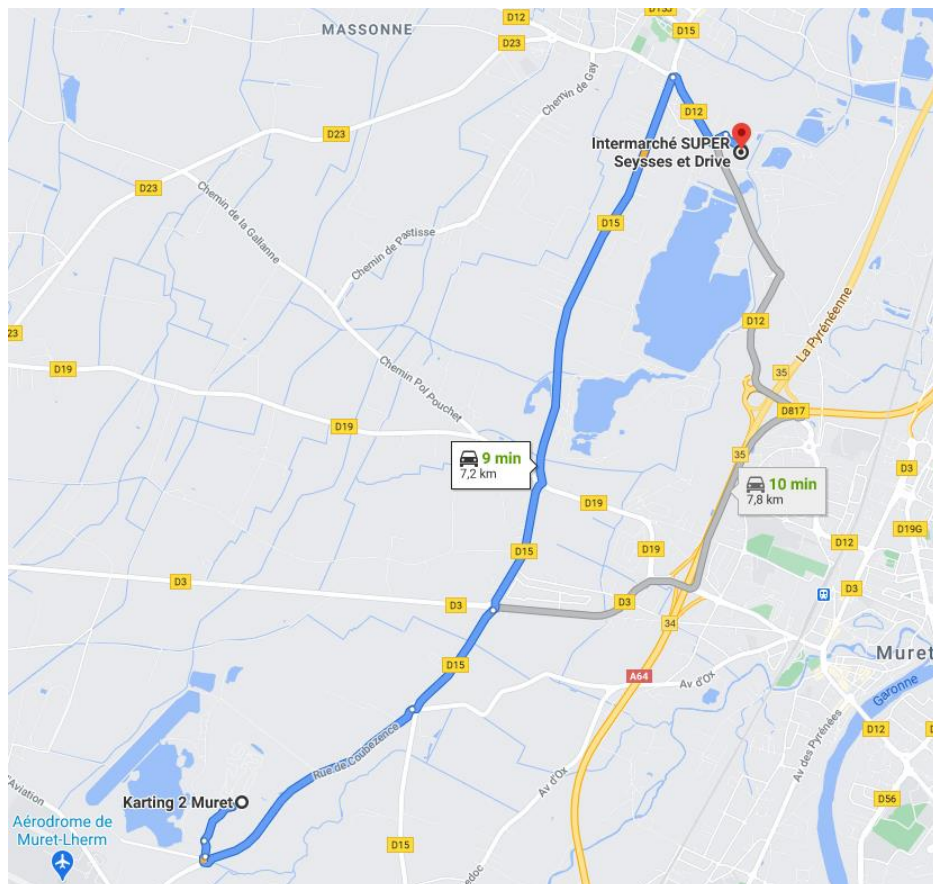 D15J
D12
D15
MASSONNE
D23
Chemin de Gay
D12
D23
Intermarché SUPER
Seysses et Drive
D23
Chemin de la Gallanne
Chemin de Pastisse
D15
D12
La Pyrénéenne
23
D19
Chemin Pol Pouchet
35
D817
D19
35
9 min
7,2 km
D3
10 min
7,8 km
D19
D19G
D12
D15
D19
D3
D3
D3
D3
34
Muret
D15
A64
Av d'Ox
Garonne
D12
Rue de Coubezence
Av des Pyrénées
Av d'Ox
Karting 2 Muret
D56
Aviation
Aérodrome de
Muret-Lherm
D15
edoc